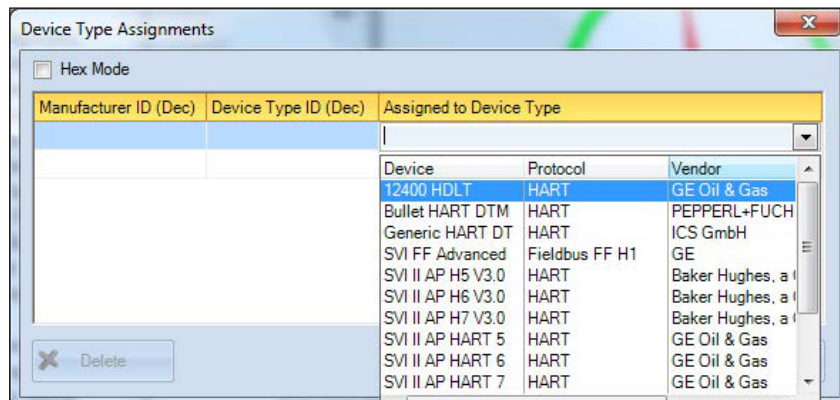 Device Type Assignments
Hex Mode
Manufacturer ID (Dec) Device Type ID (Dec) Assigned to Device Type
Device Protocol Vendor
12400 HDLT HART GE Oil & Gas
Bullet HART DTM HART PEPPERL+FUCH
Generic HART DT HART ICS GmbH
SVI FF Advanced Fieldbus FF H1 GE
SVI II AP H5 V3.0 HART Baker Hughes, a
SVI II AP H6 V3.0 HART Baker Hughes, a
SVI II AP H7 V3.0 HART Baker Hughes, a
SVI II AP HART 5 HART GE Oil & Gas
SVI II AP HART 6 HART GE Oil & Gas
SVI II AP HART 7 HART GE Oil & Gas
Delete